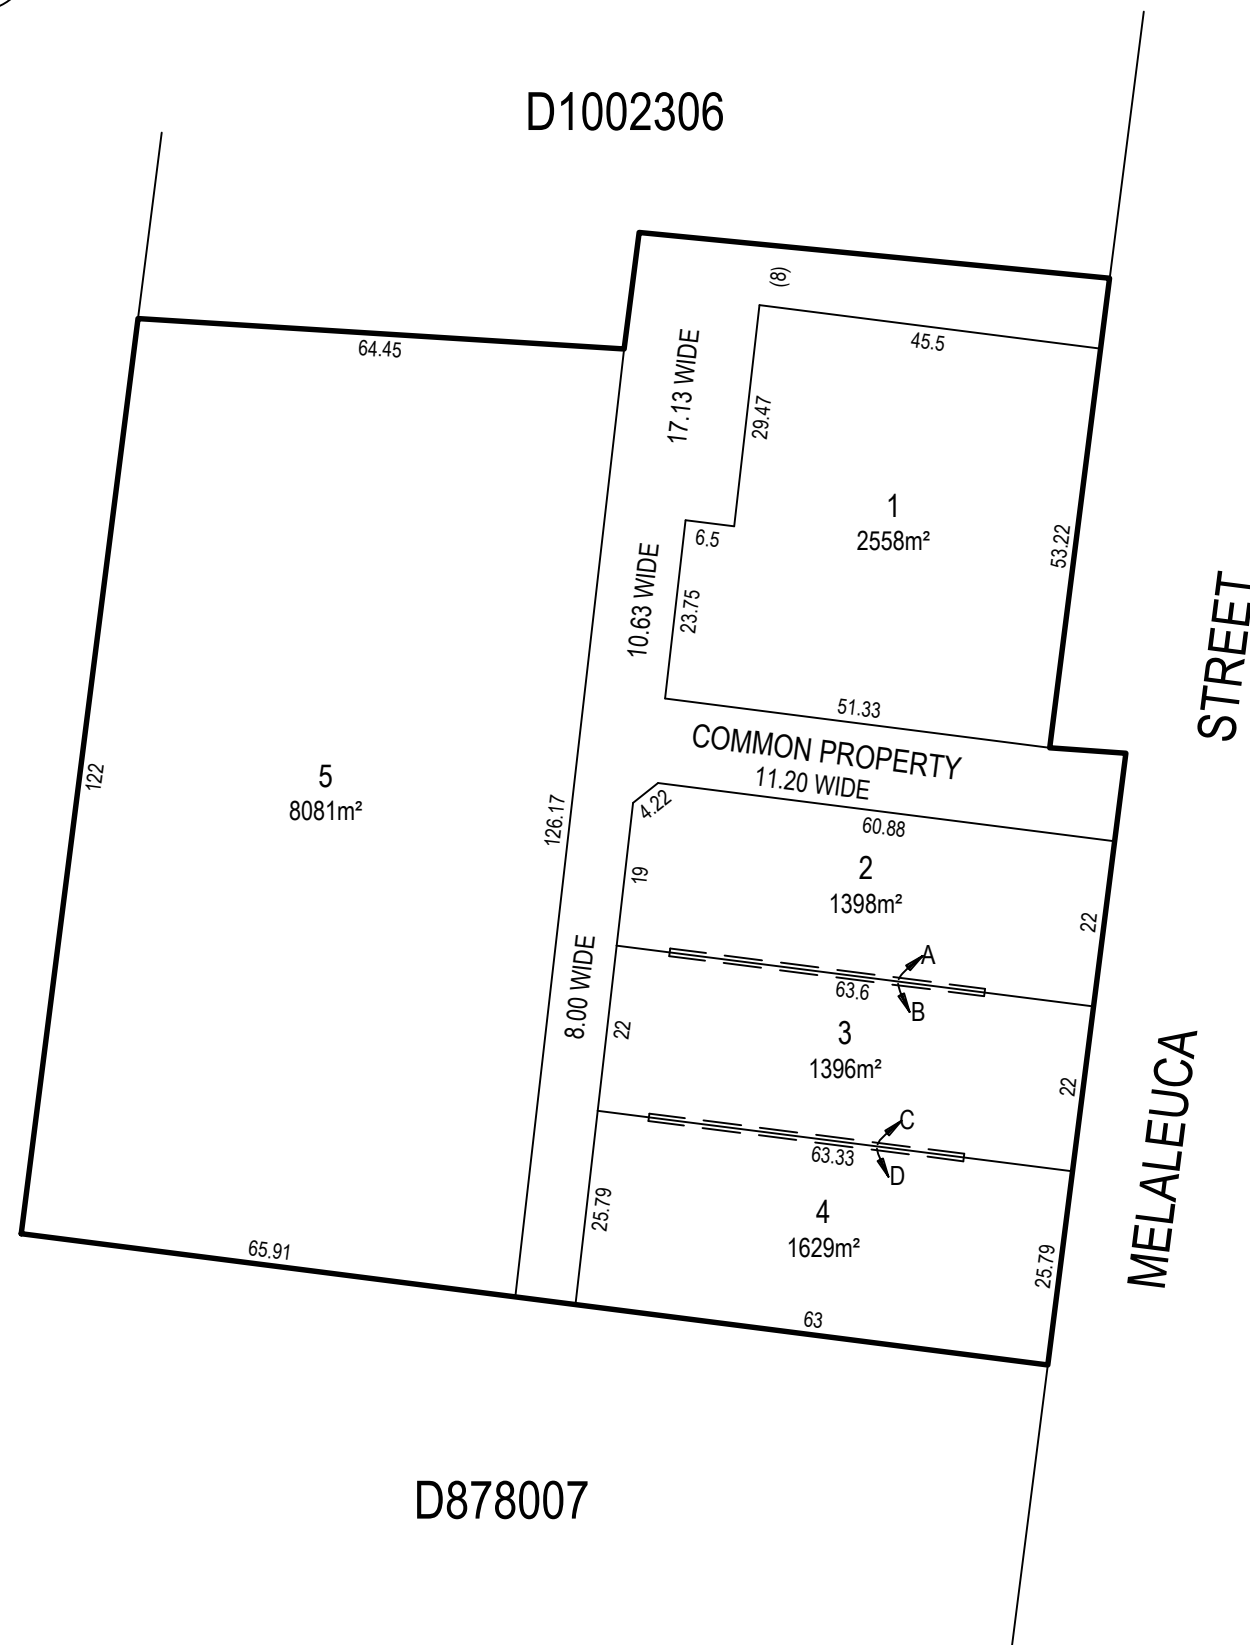 D1002306
(8)
64.45
45.5
17.13 WIDE
29.47
1
2558m²
6.5
53.22
10.63 WIDE
23.75
STREET
51.33
COMMON PROPERTY
11.20 WIDE
5
8081m²
122
126.17
4.22
60.88
2
1398m²
19
22
A
63.6
B
8.00 WIDE
22
3
1396m²
22
MELALEUCA
C
63.33
D
25.79
4
1629m²
25.79
65.91
63
D878007